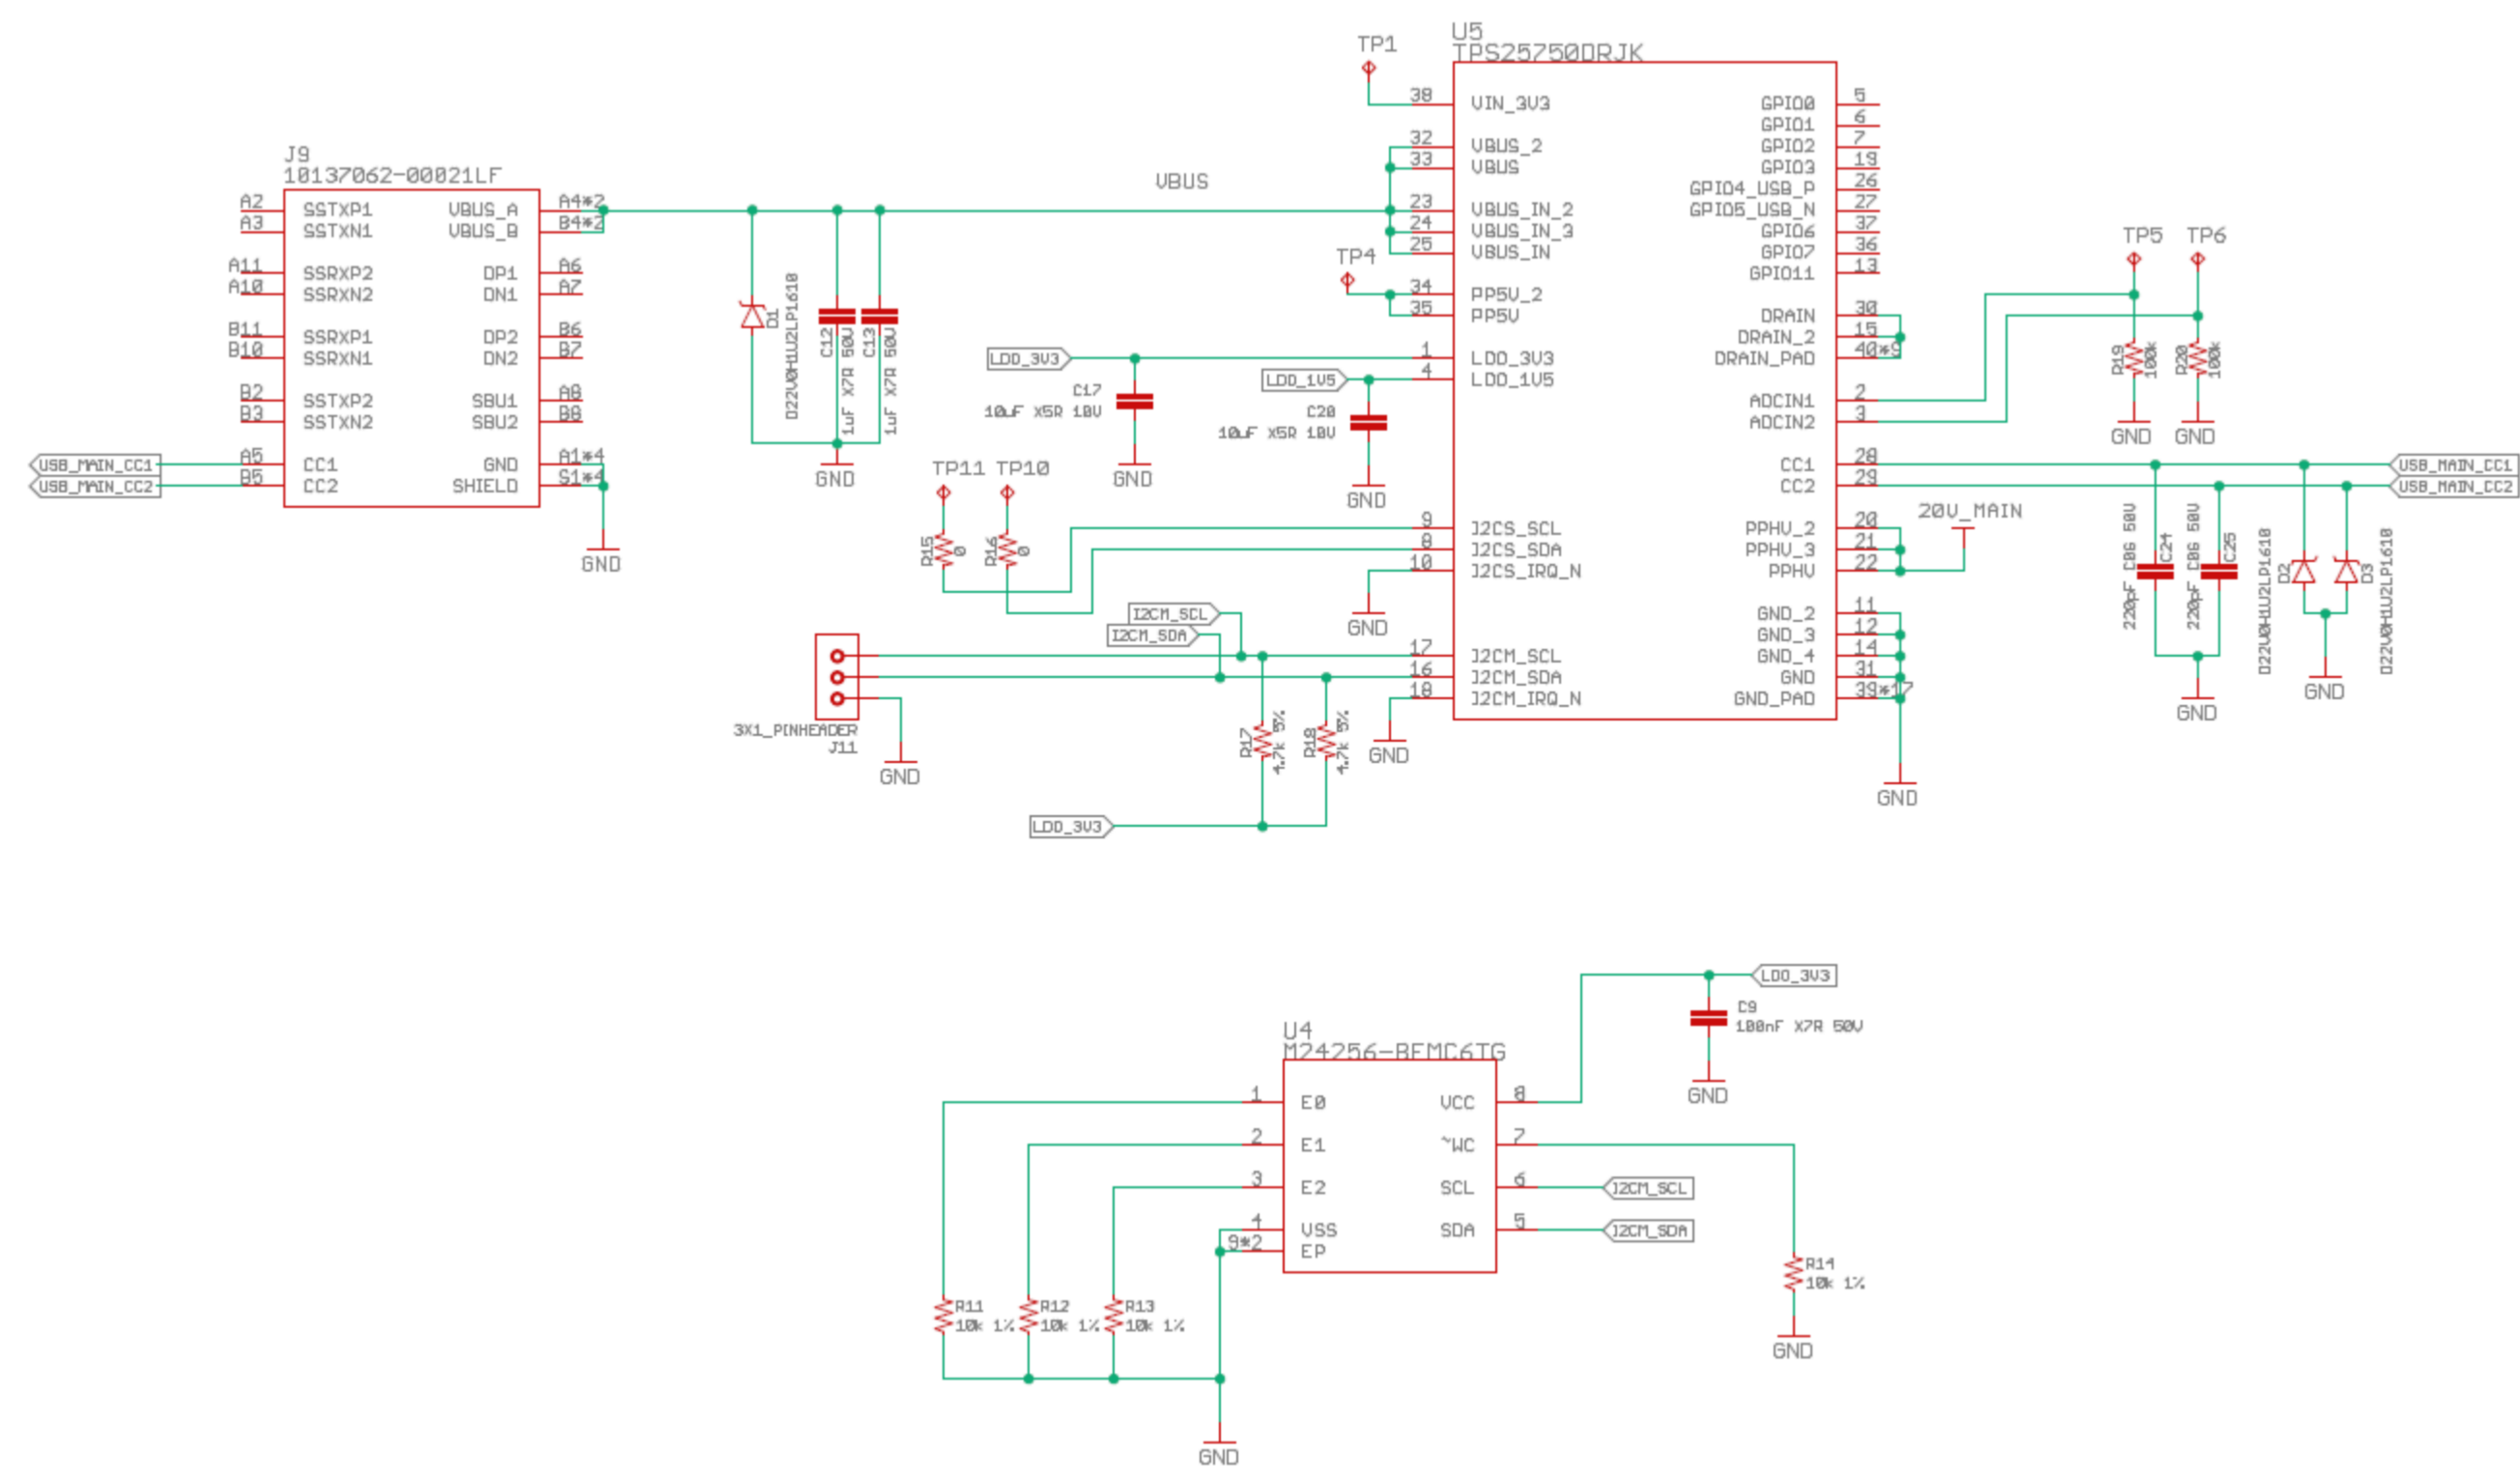 J9
10137062-00021LF
A2 SSTXP1 VBUS_A A4*2
A3 SSTXN1 VBUS_B B4*2
A11 SSRXP2 DP1 A6
A10 SSRXN2 DN1 A7
B11 SSRXP1 DP2 B6
B10 SSRXN1 DN2 B7
B2 SSTXP2 SBU1 A8
B3 SSTXN2 SBU2 B8
USB_MAIN_CC1 A5 CC1 GND A1*4
USB_MAIN_CC2 B5 CC2 SHIELD S1*4
GND
VBUS
D1
D22V0H1U2LP1610
C12
1uF X7R 50V
C13
1uF X7R 50V
GND
LDO_3V3
C17
10uF X5R 10V
GND
LDO_1V5
C20
10uF X5R 10V
GND
TP1
TP4
TP11 TP10
R15
0
R16
0
GND
I2CM_SCL
I2CM_SDA
3X1_PINHEADER
J11
GND
R17
4.7k 5%
R18
4.7k 5%
GND
LDO_3V3
U5
TPS25750DRJK
38 VIN_3V3
32 VBUS_2
33 VBUS
23 VBUS_IN_2
24 VBUS_IN_3
25 VBUS_IN
34 PP5V_2
35 PP5V
1 LDO_3V3
4 LDO_1V5
9 I2CS_SCL
8 I2CS_SDA
10 I2CS_IRQ_N
17 I2CM_SCL
16 I2CM_SDA
18 I2CM_IRQ_N
GPIO0 5
GPIO1 6
GPIO2 7
GPIO3 19
GPIO4_USB_P 26
GPIO5_USB_N 27
GPIO6 37
GPIO7 36
GPIO11 13
DRAIN 30
DRAIN_2 15
DRAIN_PAD 40*9
ADCIN1 2
ADCIN2 3
CC1 28
CC2 29
PPHV_2 20
PPHV_3 21
PPHV 22
GND_2 11
GND_3 12
GND_4 14
GND 31
GND_PAD 39*17
GND
20V_MAIN
TP5 TP6
R19
100k
R20
100k
GND GND
USB_MAIN_CC1
USB_MAIN_CC2
220pF C0G 50V
C24
220pF C0G 50V
C25
GND
D22V0H1U2LP1610
D2
D3
D22V0H1U2LP1610
GND
LDO_3V3
C9
100nF X7R 50V
GND
U4
M24256-BFMC6TG
1 E0 VCC 8
2 E1 ~WC 7
3 E2 SCL 6 I2CM_SCL
4 VSS SDA 5 I2CM_SDA
9*2 EP
R11
10k 1%
R12
10k 1%
R13
10k 1%
R14
10k 1%
GND
GND